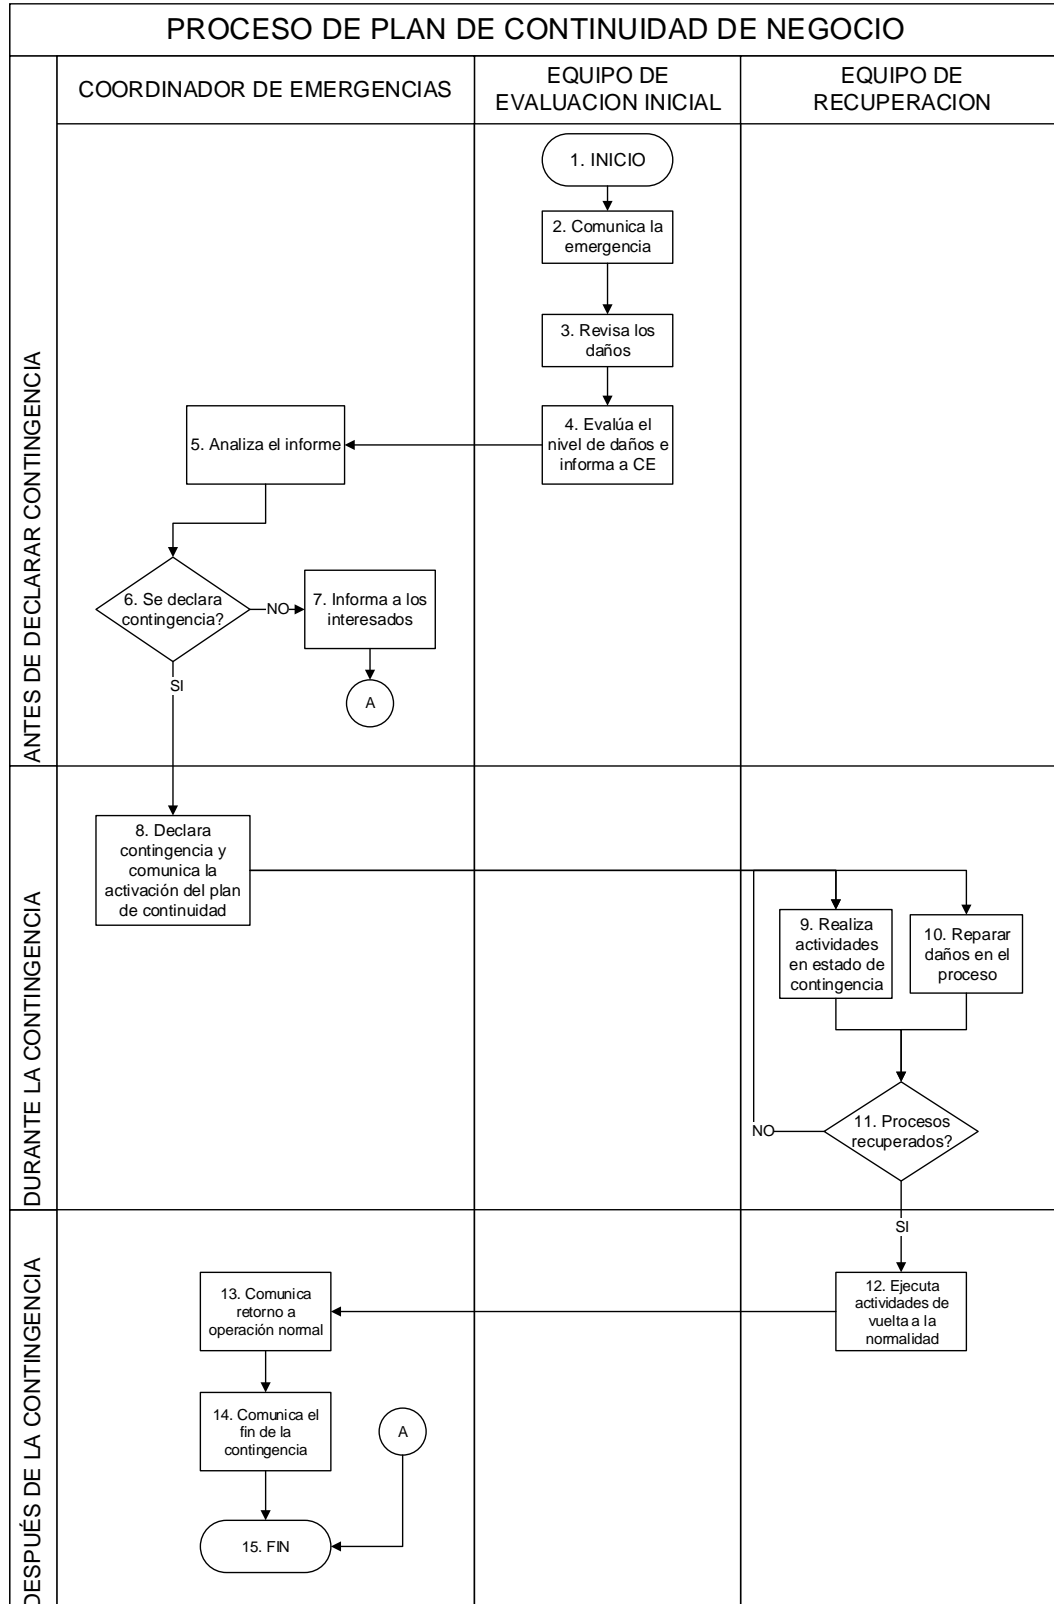 PROCESO DE PLAN DE CONTINUIDAD DE NEGOCIO
COORDINADOR DE EMERGENCIAS
EQUIPO DE
EVALUACION INICIAL
EQUIPO DE
RECUPERACION
ANTES DE DECLARAR CONTINGENCIA
1. INICIO
2. Comunica la
emergencia
3. Revisa los
daños
4. Evalúa el
nivel de daños e
informa a CE
5. Analiza el informe
6. Se declara
contingencia?
NO
7. Informa a los
interesados
A
SI
DURANTE LA CONTINGENCIA
8. Declara
contingencia y
comunica la
activación del plan
de continuidad
9. Realiza
actividades
en estado de
contingencia
10. Reparar
daños en el
proceso
11. Procesos
recuperados?
NO
SI
DESPUÉS DE LA CONTINGENCIA
12. Ejecuta
actividades de
vuelta a la
normalidad
13. Comunica
retorno a
operación normal
14. Comunica el
fin de la
contingencia
A
15. FIN